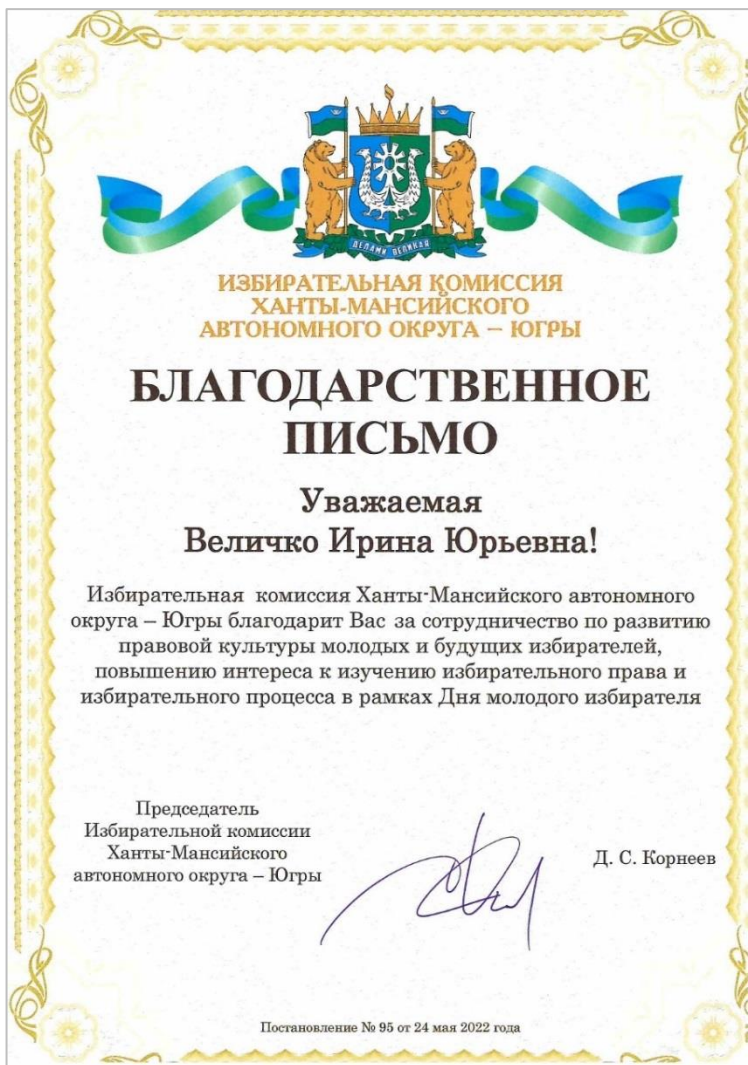 ДЕЛАМИ ВЕЛИКАЯ
ИЗБИРАТЕЛЬНАЯ КОМИССИЯ
ХАНТЫ-МАНСИЙСКОГО
АВТОНОМНОГО ОКРУГА – ЮГРЫ
БЛАГОДАРСТВЕННОЕ
ПИСЬМО
Уважаемая
Величко Ирина Юрьевна!
Избирательная комиссия Ханты-Мансийского автономного
округа – Югры благодарит Вас за сотрудничество по развитию
правовой культуры молодых и будущих избирателей,
повышению интереса к изучению избирательного права и
избирательного процесса в рамках Дня молодого избирателя
Председатель
Избирательной комиссии
Ханты-Мансийского
автономного округа – Югры
Д. С. Корнеев
Постановление № 95 от 24 мая 2022 года